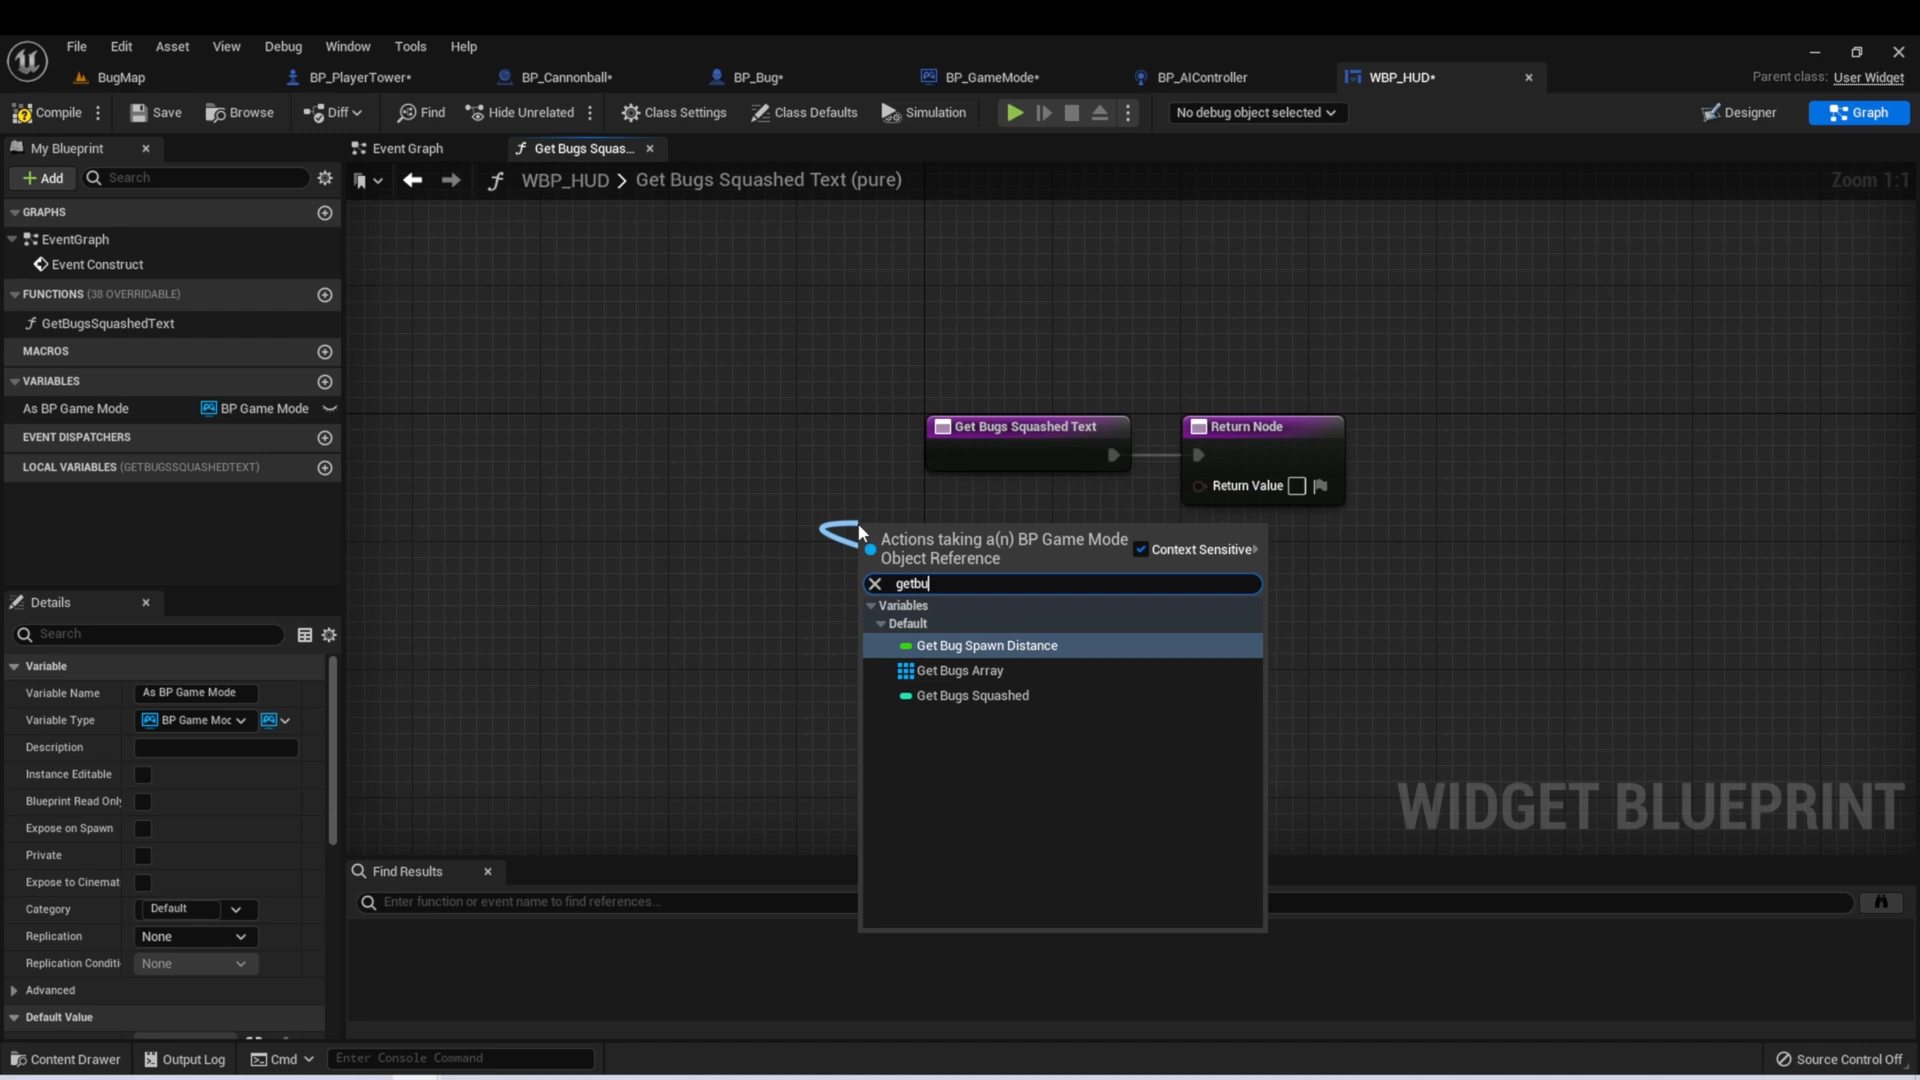 File Edit Asset View Debug Window Tools Help
BugMap BP_PlayerTower* BP_Cannonball* BP_Bug* BP_GameMode* BP_AIController WBP_HUD* Parent class: User Widget
Compile Save Browse Diff Find Hide Unrelated Class Settings Class Defaults Simulation No debug object selected Designer Graph
My Blueprint Event Graph Get Bugs Squas...
Add Search WBP_HUD > Get Bugs Squashed Text (pure) Zoom 1:1
GRAPHS
EventGraph
Event Construct
FUNCTIONS (38 OVERRIDABLE)
GetBugsSquashedText
MACROS
VARIABLES
As BP Game Mode BP Game Mode
EVENT DISPATCHERS
LOCAL VARIABLES (GETBUGSSQUASHEDTEXT)
Get Bugs Squashed Text Return Node
Return Value
Actions taking a(n) BP Game Mode
Object Reference
Context Sensitive
getbu
Variables
Default
Get Bug Spawn Distance
Get Bugs Array
Get Bugs Squashed
WIDGET BLUEPRINT
Details
Search
Variable
Variable Name As BP Game Mode
Variable Type BP Game Moc
Description
Instance Editable
Blueprint Read Only
Expose on Spawn
Private
Expose to Cinemat
Category Default
Replication None
Replication Conditi None
Advanced
Default Value
Find Results
Enter function or event name to find references...
Content Drawer Output Log Cmd Enter Console Command Source Control Off